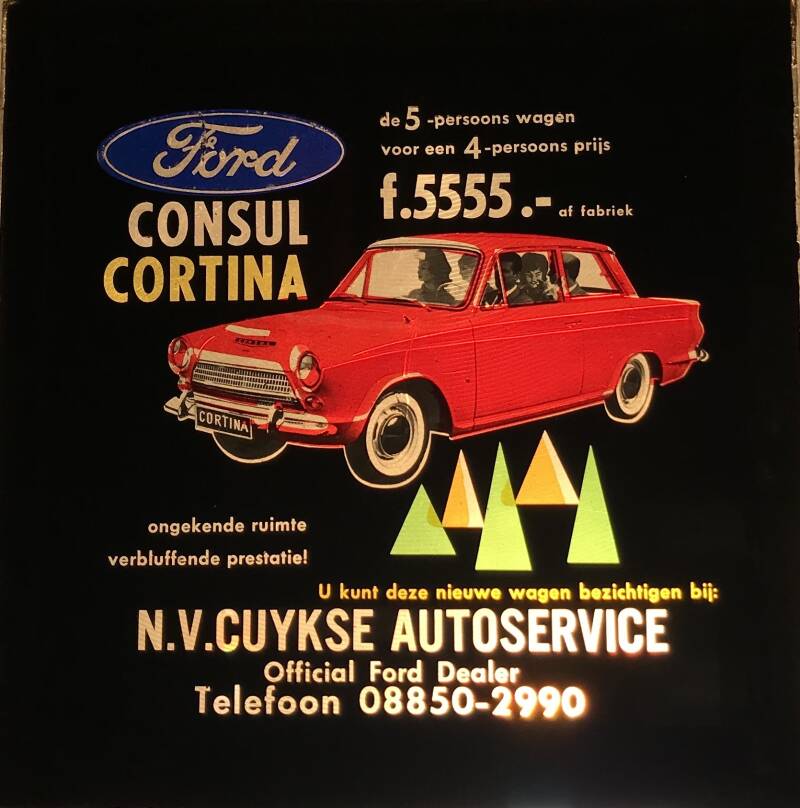 Ford
CONSUL
CORTINA
de 5-persoons wagen
voor een 4-persoons prijs
f.5555.- af fabriek
CORTINA
ongekende ruimte
verbluffende prestatie!
U kunt deze nieuwe wagen bezichtigen bij:
N.V.CUYKSE AUTOSERVICE
Official Ford Dealer
Telefoon 08850-2990